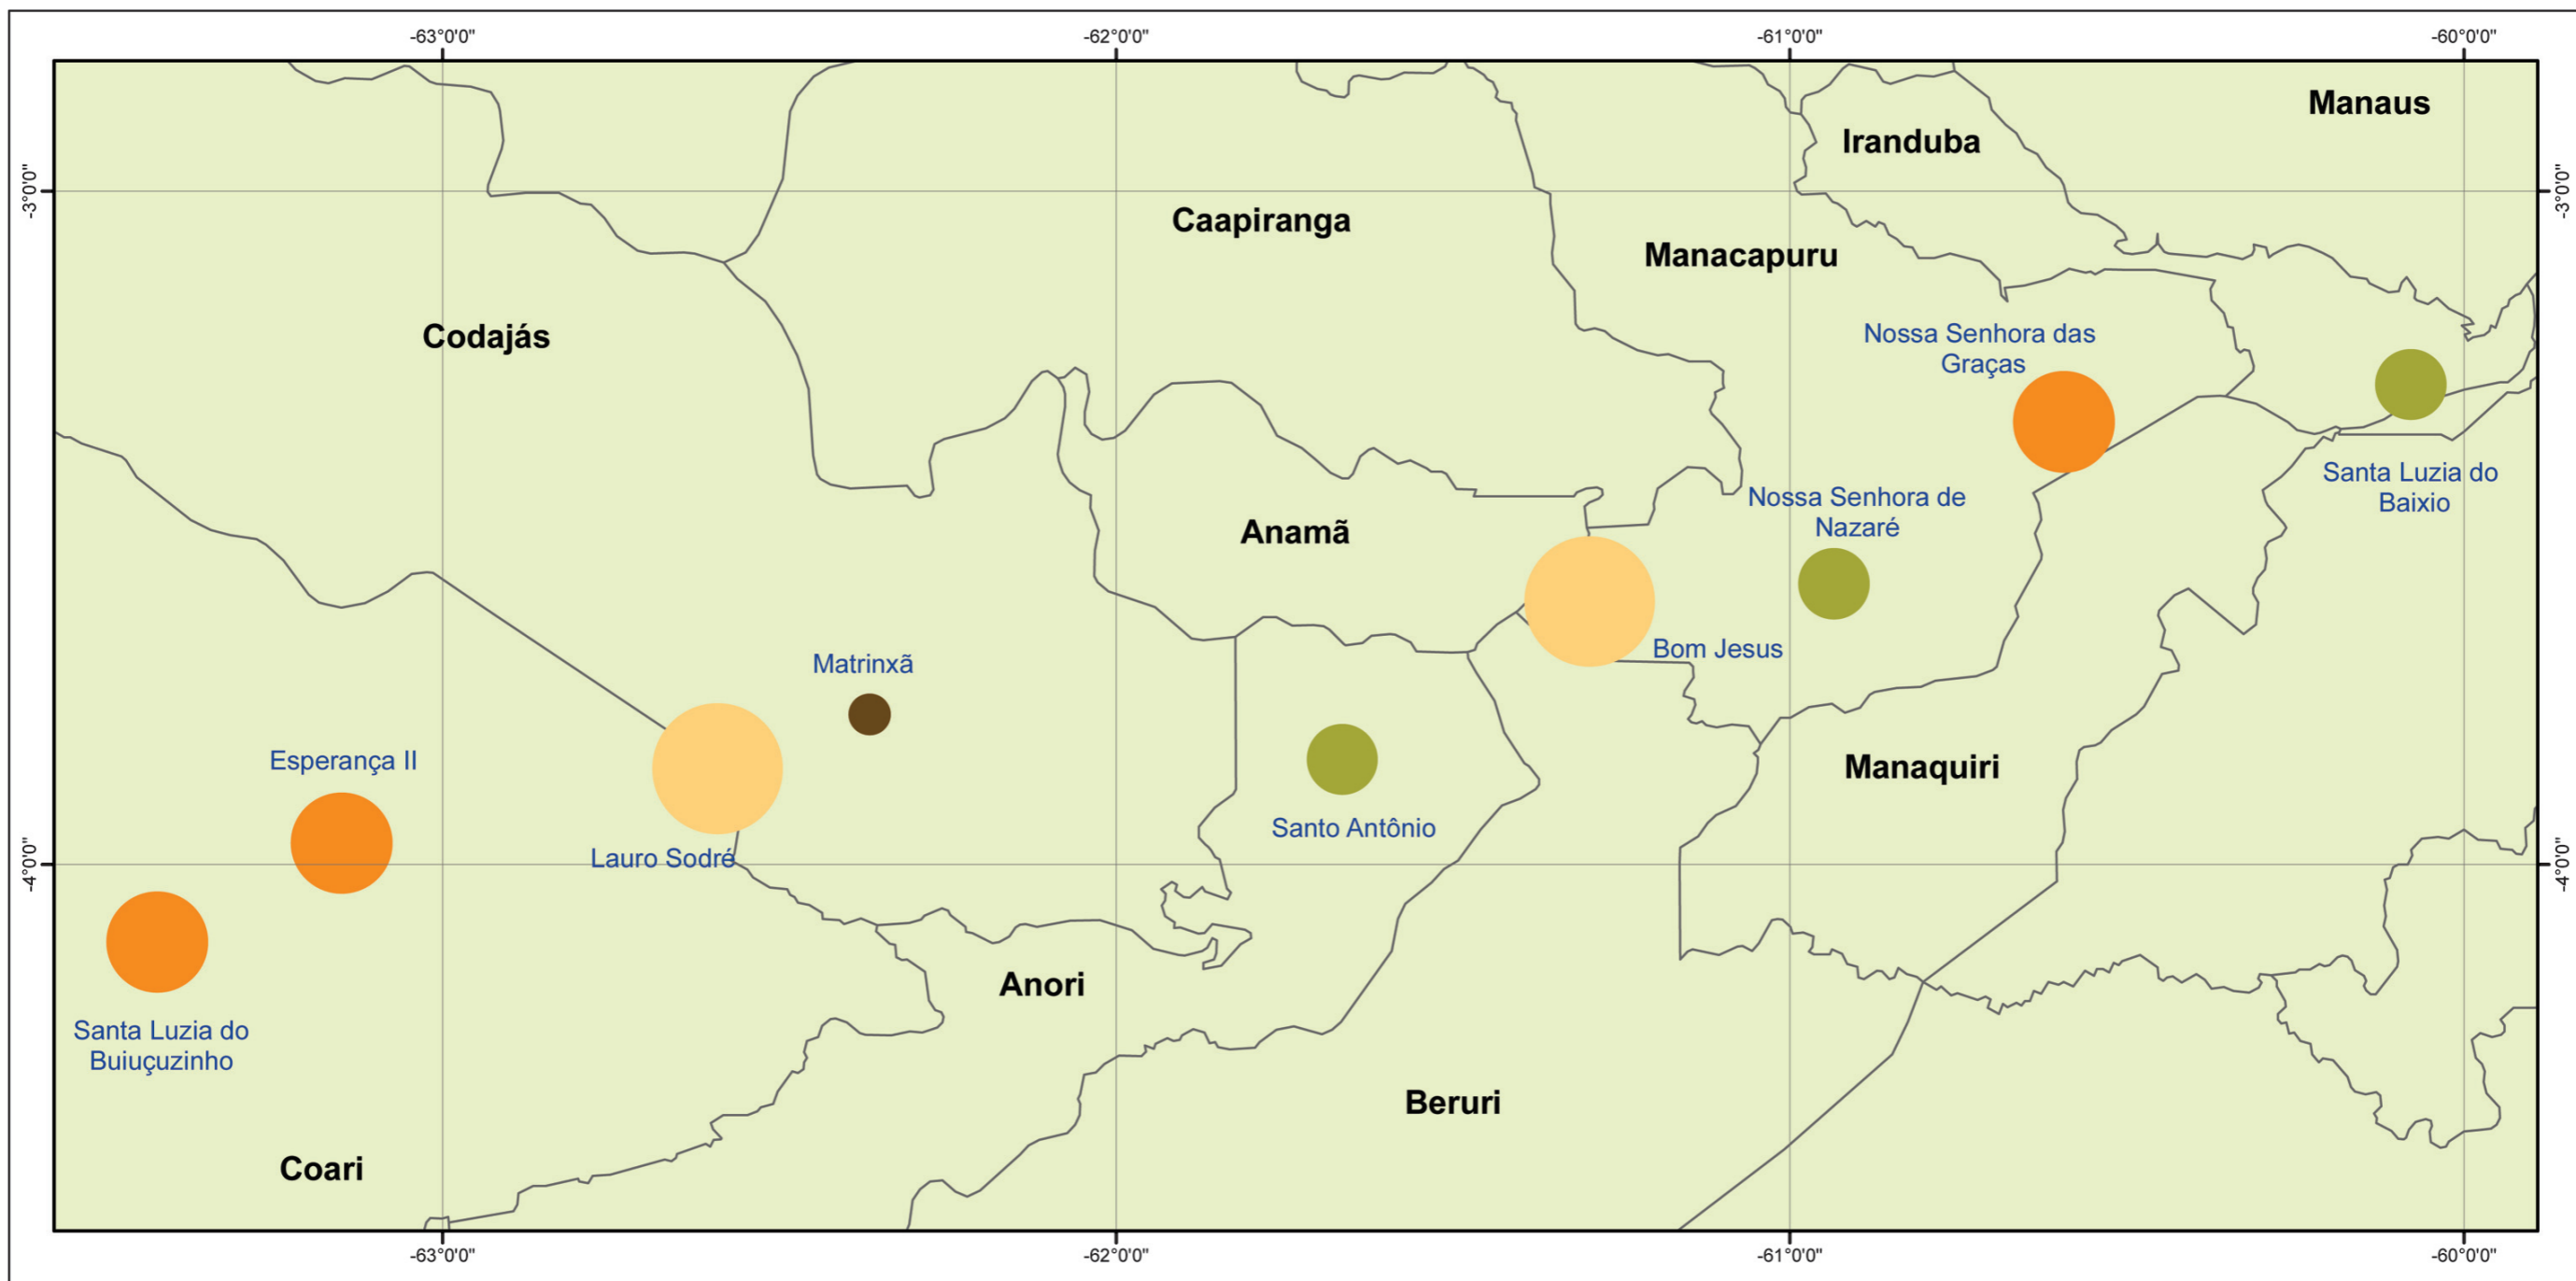 -63°0'0"
-62°0'0"
-61°0'0"
-60°0'0"
Manaus
Iranduba
-3°0'0"
-3°0'0"
Caapiranga
Manacapuru
Codajás
Nossa Senhora das
Graças
Santa Luzia do
Baixio
Nossa Senhora de
Nazaré
Anamã
Bom Jesus
Matrinxã
Esperança II
Manaquiri
Santo Antônio
Lauro Sodré
-4°0'0"
-4°0'0"
Anori
Santa Luzia do
Buiuçuzinho
Beruri
Coari
-63°0'0"
-62°0'0"
-61°0'0"
-60°0'0"